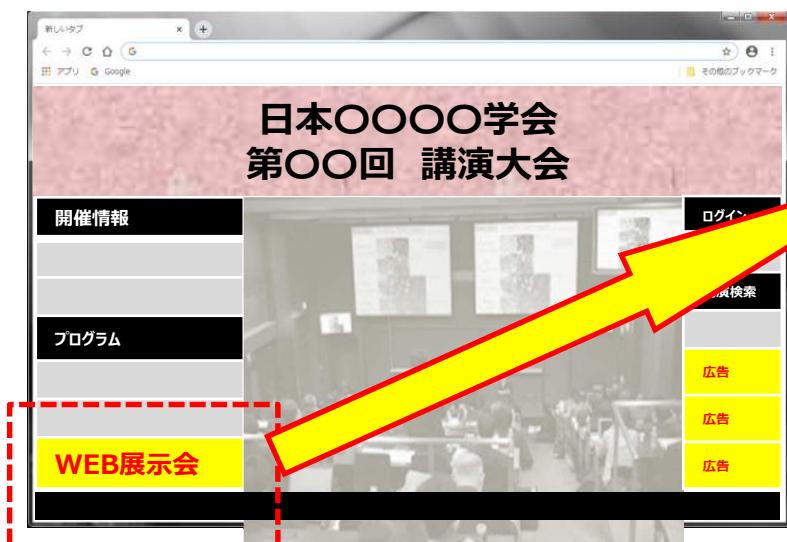 新しいタブ
アプリ Google
その他のブックマーク
日本〇〇〇〇学会
第〇〇回 講演大会
開催情報
プログラム
WEB展示会
ログイン
演検索
広告
広告
広告